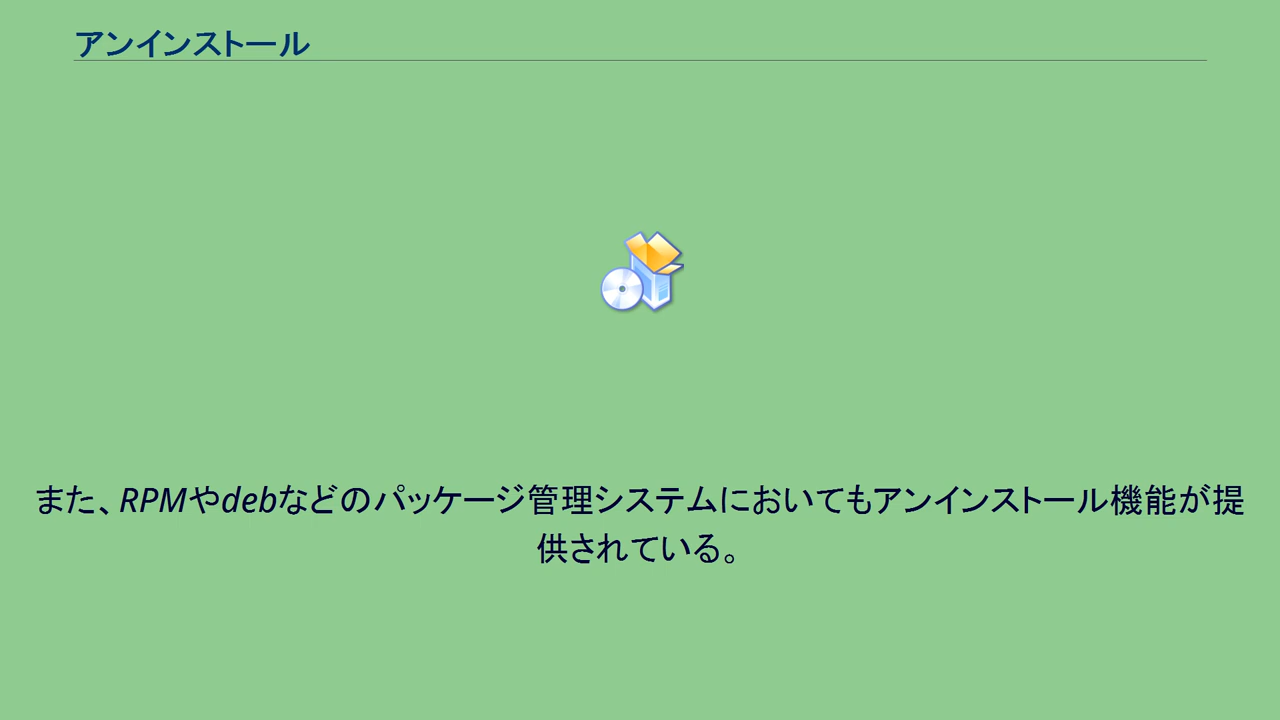 アンインストール
また、RPMやdebなどのパッケージ管理システムにおいてもアンインストール機能が提
供されている。